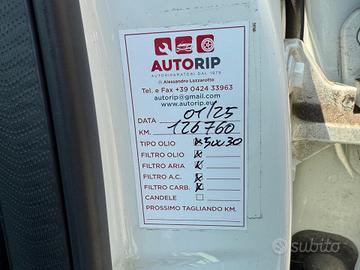 AUTORIP
AUTORIPARATORI DAL 1979
di Alessandro Lazzarotto
Tel. e Fax +39 0424 33963
autorip@gmail.com
www.autorip.eu
DATA 01/25
KM. 126760
TIPO OLIO 5W30
FILTRO OLIO
FILTRO ARIA
FILTRO A.C.
FILTRO CARB.
CANDELE
PROSSIMO TAGLIANDO KM.
subito